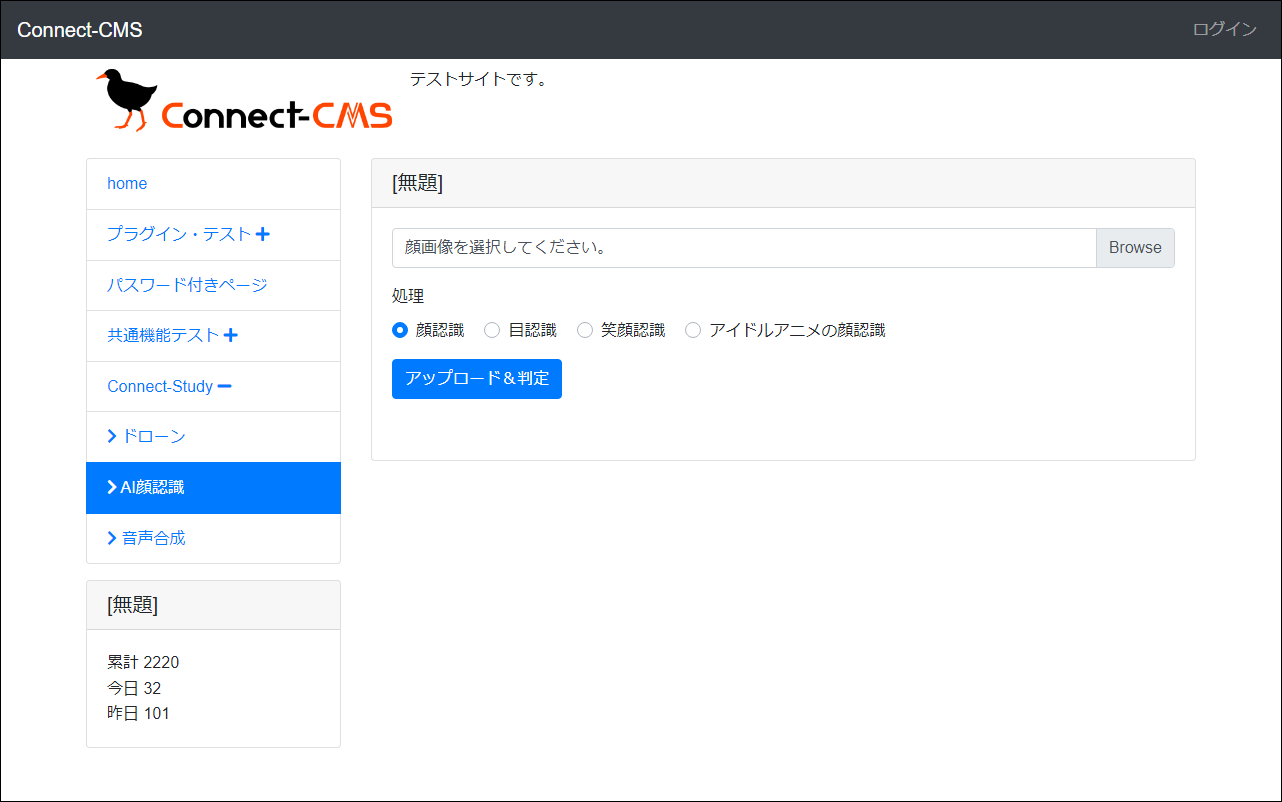 Connect-CMS
ログイン
Connect-CMS
テストサイトです。
home
プラグイン・テスト
パスワード付きページ
共通機能テスト
Connect-Study
ドローン
AI顔認識
音声合成
[無題]
累計 2220
今日 32
昨日 101
[無題]
顔画像を選択してください。 Browse
処理
顔認識 目認識 笑顔認識 アイドルアニメの顔認識
アップロード＆判定